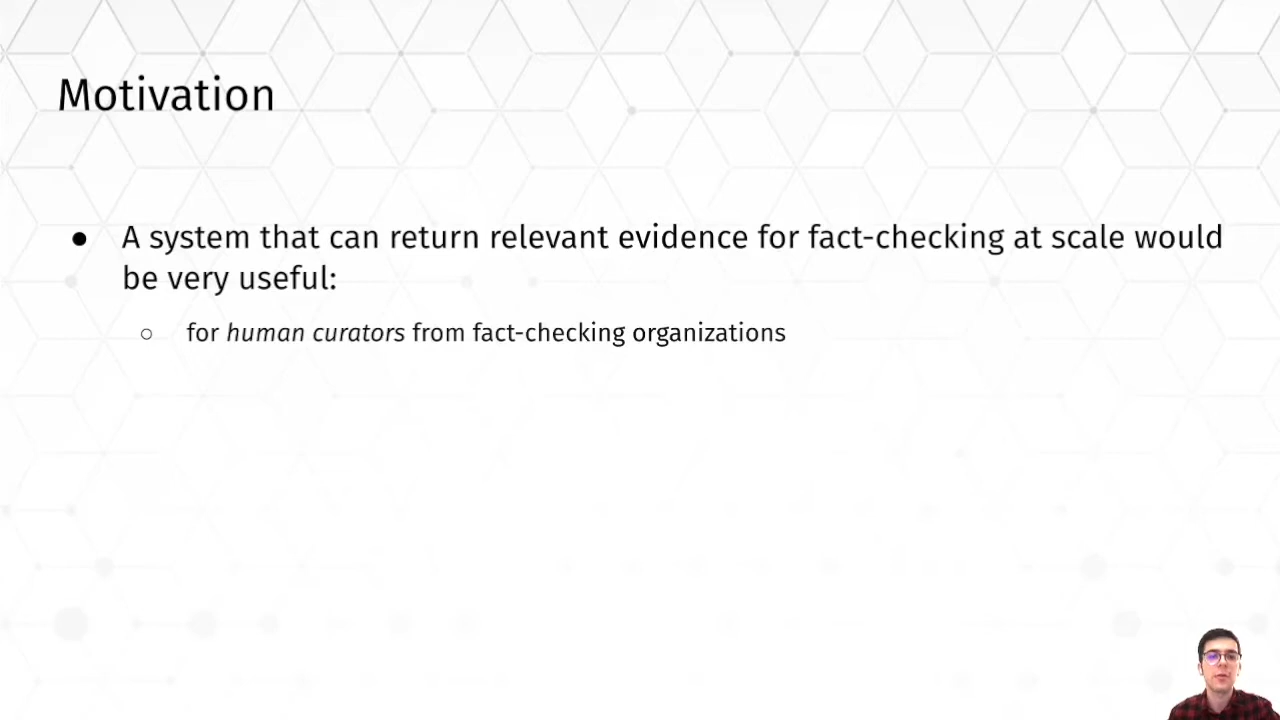 Motivation
● A system that can return relevant evidence for fact-checking at scale would
be very useful:
○ for human curators from fact-checking organizations